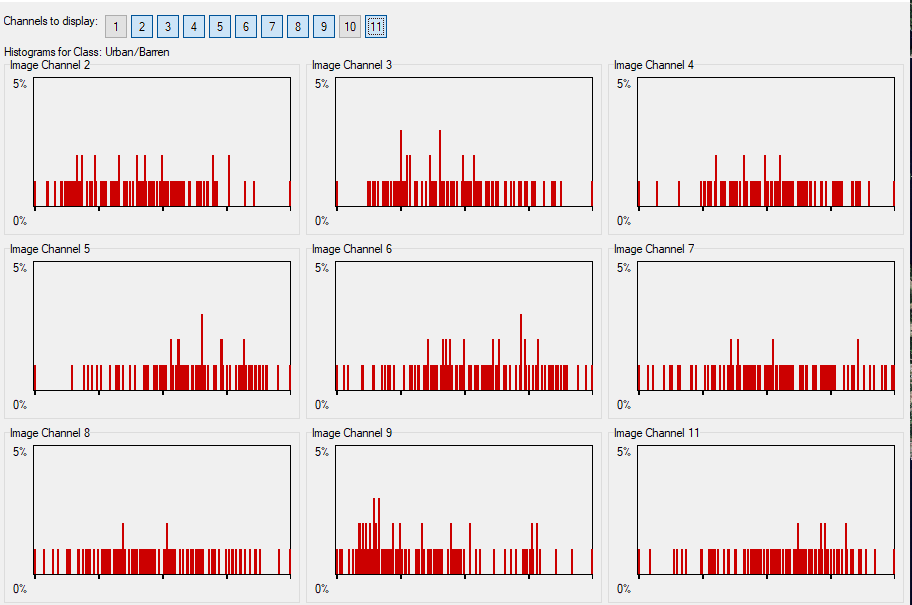 Channels to display: 1 2 3 4 5 6 7 8 9 10 11
Histograms for Class: Urban/Barren
Image Channel 2 Image Channel 3 Image Channel 4
5% 5% 5%
0% 0% 0%
Image Channel 5 Image Channel 6 Image Channel 7
5% 5% 5%
0% 0% 0%
Image Channel 8 Image Channel 9 Image Channel 11
5% 5% 5%
0% 0% 0%